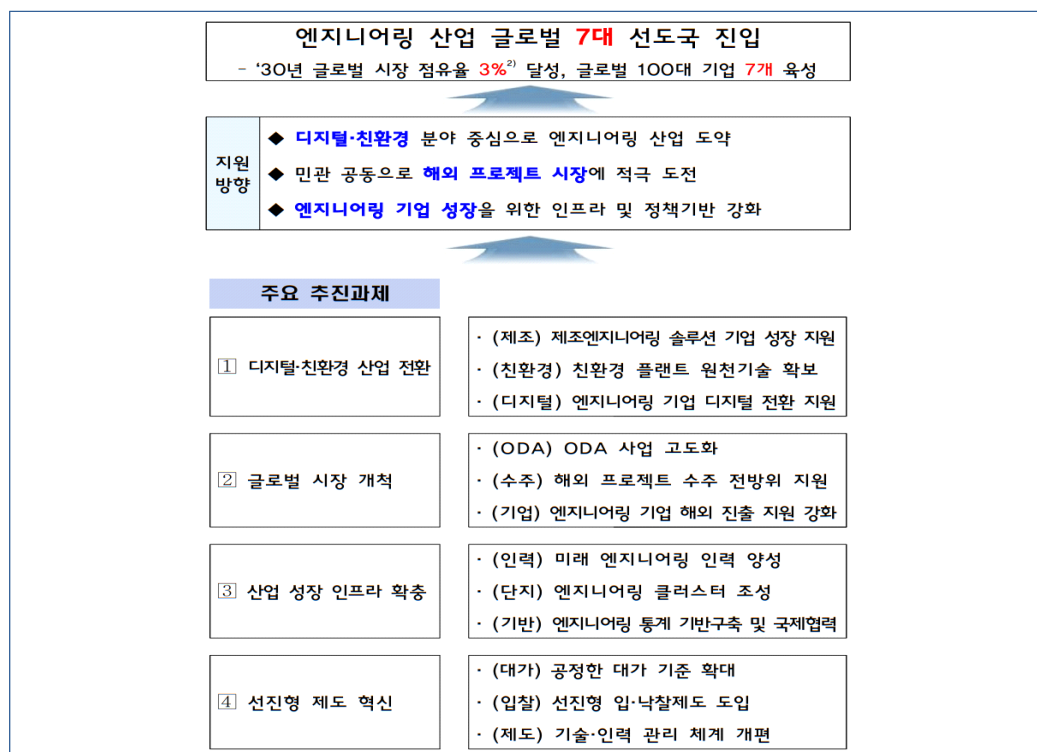 엔지니어링 산업 글로벌 7대 선도국 진입
- ‘30년 글로벌 시장 점유율 3%²⁾ 달성, 글로벌 100대 기업 7개 육성
지원
방향
◆ 디지털·친환경 분야 중심으로 엔지니어링 산업 도약
◆ 민관 공동으로 해외 프로젝트 시장에 적극 도전
◆ 엔지니어링 기업 성장을 위한 인프라 및 정책기반 강화
주요 추진과제
1 디지털·친환경 산업 전환
· (제조) 제조엔지니어링 솔루션 기업 성장 지원
· (친환경) 친환경 플랜트 원천기술 확보
· (디지털) 엔지니어링 기업 디지털 전환 지원
2 글로벌 시장 개척
· (ODA) ODA 사업 고도화
· (수주) 해외 프로젝트 수주 전방위 지원
· (기업) 엔지니어링 기업 해외 진출 지원 강화
3 산업 성장 인프라 확충
· (인력) 미래 엔지니어링 인력 양성
· (단지) 엔지니어링 클러스터 조성
· (기반) 엔지니어링 통계 기반구축 및 국제협력
4 선진형 제도 혁신
· (대가) 공정한 대가 기준 확대
· (입찰) 선진형 입·낙찰제도 도입
· (제도) 기술·인력 관리 체계 개편